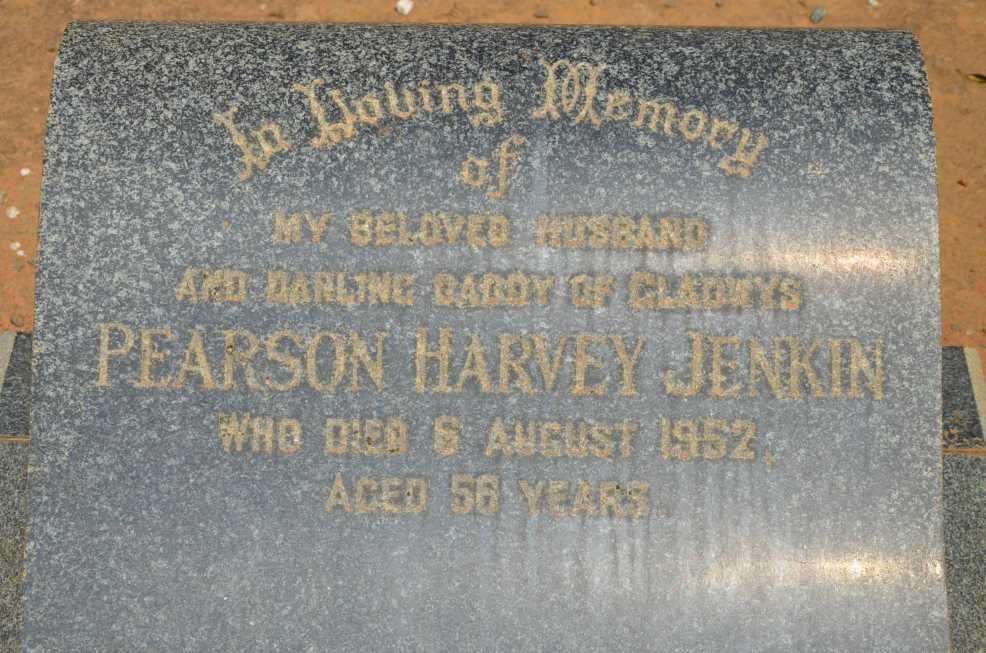 In Loving Memory
of
MY BELOVED HUSBAND
AND DARLING DADDY OF GLADWYS
PEARSON HARVEY JENKIN
WHO DIED 6 AUGUST 1952,
AGED 56 YEARS